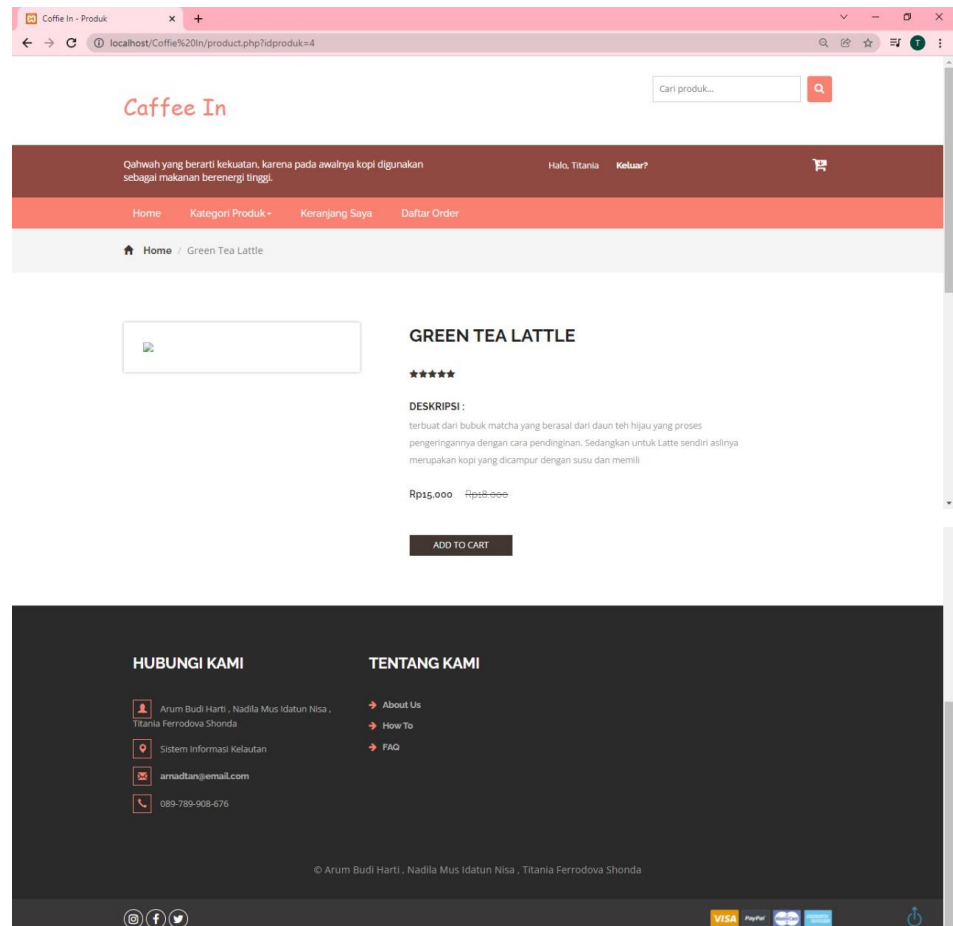 Coffie In - Produk
localhost/Coffie%20In/product.php?idproduk=4
T
Caffee In
Cari produk...
Qahwah yang berarti kekuatan, karena pada awalnya kopi digunakan
sebagai makanan berenergi tinggi.
Halo, Titania Keluar?
Home Kategori Produk Keranjang Saya Daftar Order
Home / Green Tea Lattle
GREEN TEA LATTLE
DESKRIPSI :
terbuat dari bubuk matcha yang berasal dari daun teh hijau yang proses
pengeringannya dengan cara pendinginan. Sedangkan untuk Latte sendiri aslinya
merupakan kopi yang dicampur dengan susu dan memili
Rp15.000 Rp18.000
ADD TO CART
HUBUNGI KAMI
Arum Budi Harti , Nadila Mus Idatun Nisa ,
Titania Ferrodova Shonda
Sistem Informasi Kelautan
arnadtan@email.com
089-789-908-676
TENTANG KAMI
About Us
How To
FAQ
© Arum Budi Harti , Nadila Mus Idatun Nisa , Titania Ferrodova Shonda
VISA PayPal MasterCard